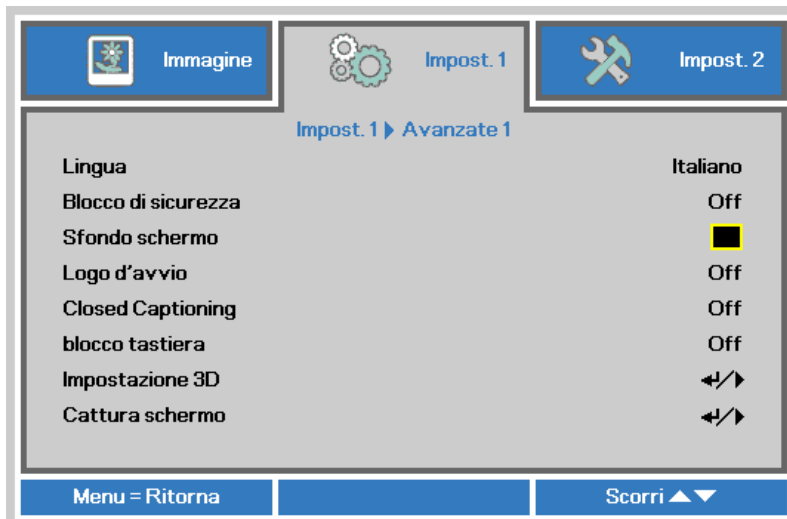 Immagine
Impost. 1
Impost. 2
Impost. 1 ▶ Avanzate 1
Lingua Italiano
Blocco di sicurezza Off
Sfondo schermo
Logo d'avvio Off
Closed Captioning Off
blocco tastiera Off
Impostazione 3D ↵/▶
Cattura schermo ↵/▶
Menu = Ritorna
Scorri ▲▼